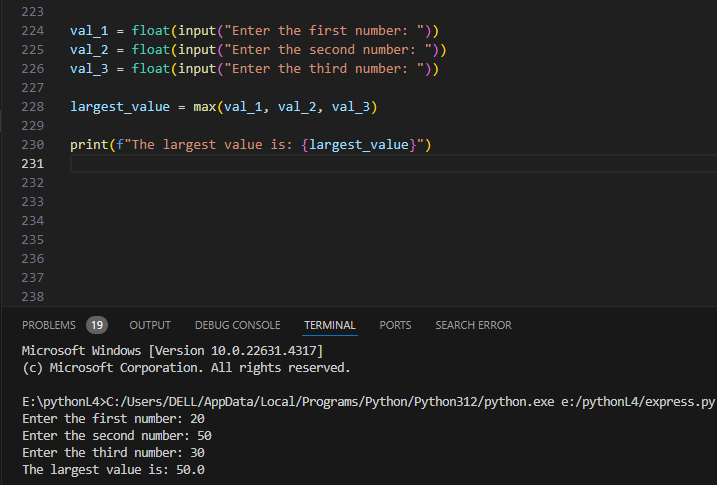 223
224 val_1 = float(input("Enter the first number: "))
225 val_2 = float(input("Enter the second number: "))
226 val_3 = float(input("Enter the third number: "))
227
228 largest_value = max(val_1, val_2, val_3)
229
230 print(f"The largest value is: {largest_value}")
231
232
233
234
235
236
237
238
PROBLEMS 19 OUTPUT DEBUG CONSOLE TERMINAL PORTS SEARCH ERROR
Microsoft Windows [Version 10.0.22631.4317]
(c) Microsoft Corporation. All rights reserved.
E:\pythonL4>C:/Users/DELL/AppData/Local/Programs/Python/Python312/python.exe e:/pythonL4/express.py
Enter the first number: 20
Enter the second number: 50
Enter the third number: 30
The largest value is: 50.0